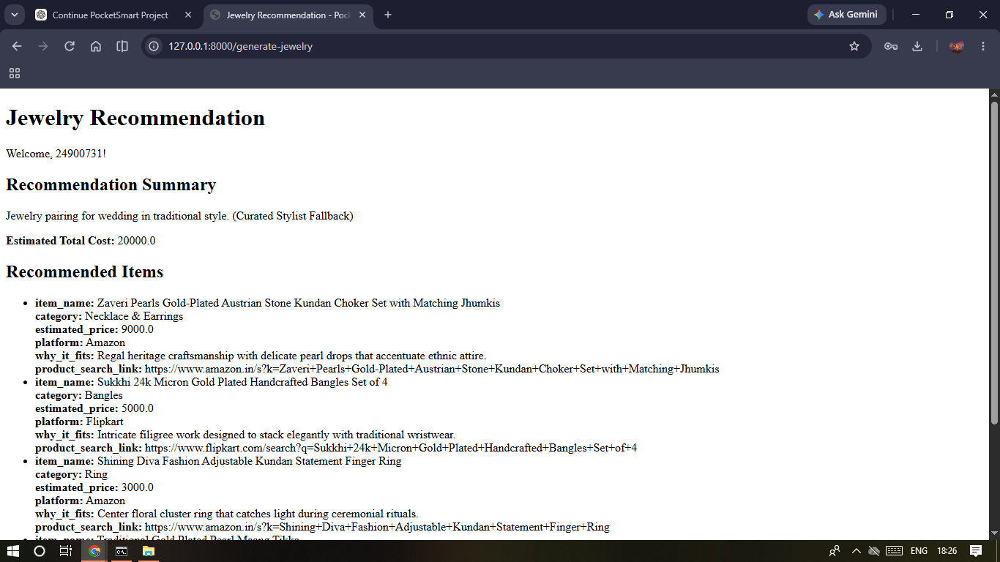 Continue PocketSmart Project
Jewelry Recommendation - Poc
Ask Gemini
127.0.0.1:8000/generate-jewelry
Jewelry Recommendation
Welcome, 24900731!
Recommendation Summary
Jewelry pairing for wedding in traditional style. (Curated Stylist Fallback)
Estimated Total Cost: 20000.0
Recommended Items
item_name: Zaveri Pearls Gold-Plated Austrian Stone Kundan Choker Set with Matching Jhumkis
category: Necklace & Earrings
estimated_price: 9000.0
platform: Amazon
why_it_fits: Regal heritage craftsmanship with delicate pearl drops that accentuate ethnic attire.
product_search_link: https://www.amazon.in/s?k=Zaveri+Pearls+Gold-Plated+Austrian+Stone+Kundan+Choker+Set+with+Matching+Jhumkis
item_name: Sukkhi 24k Micron Gold Plated Handcrafted Bangles Set of 4
category: Bangles
estimated_price: 5000.0
platform: Flipkart
why_it_fits: Intricate filigree work designed to stack elegantly with traditional wristwear.
product_search_link: https://www.flipkart.com/search?q=Sukkhi+24k+Micron+Gold+Plated+Handcrafted+Bangles+Set+of+4
item_name: Shining Diva Fashion Adjustable Kundan Statement Finger Ring
category: Ring
estimated_price: 3000.0
platform: Amazon
why_it_fits: Center floral cluster ring that catches light during ceremonial rituals.
product_search_link: https://www.amazon.in/s?k=Shining+Diva+Fashion+Adjustable+Kundan+Statement+Finger+Ring
item_name: Traditional Gold Plated Pearl Maang Tikka
ENG
18:26